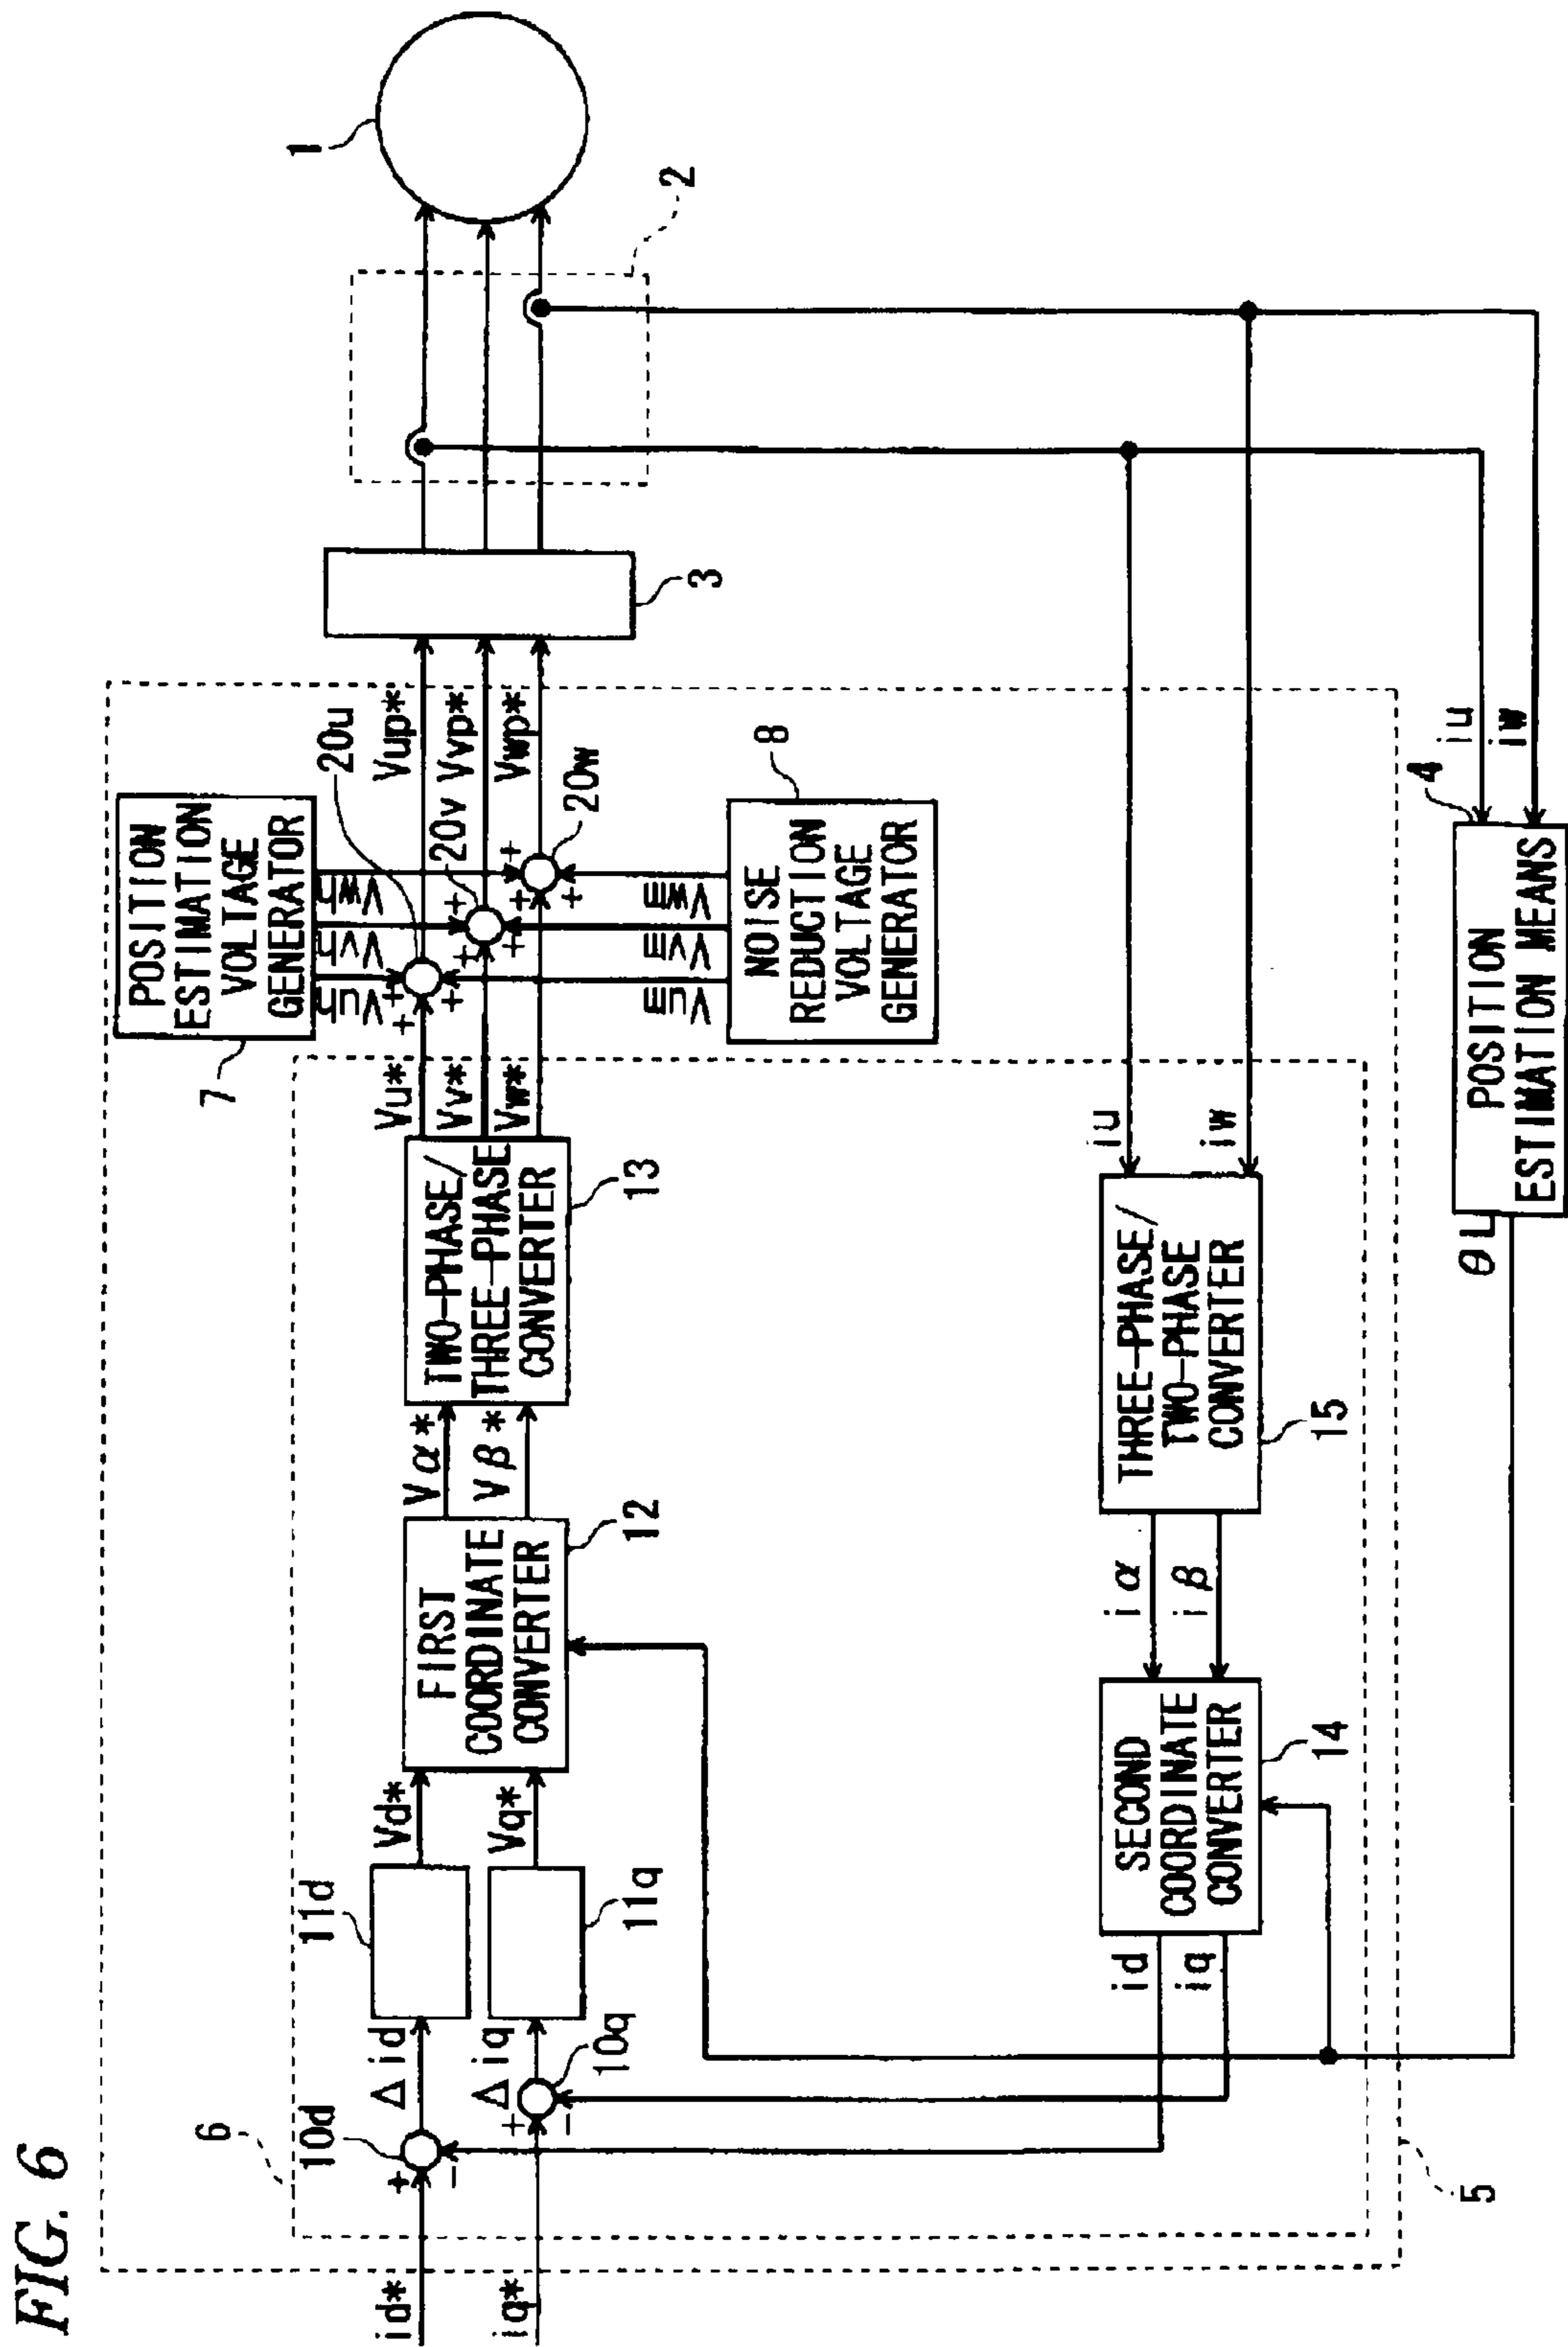 FIG. 6
id*
iq*
6
10d
+
−
Δid
11d
Vd*
+
−
10q
Δiq
11q
Vq*
FIRST
COORDINATE
CONVERTER
12
Vα*
Vβ*
TWO-PHASE/
THREE-PHASE
CONVERTER
13
Vu*
Vv*
Vw*
7
POSITION
ESTIMATION
VOLTAGE
GENERATOR
Vuh
Vvh
Vwh
+
+
+
+
+
+
+
+
+
20u
20v
20w
Vum
Vvm
Vwm
NOISE
REDUCTION
VOLTAGE
GENERATOR
8
Vup*
Vvp*
Vwp*
3
2
1
id
iq
SECOND
COORDINATE
CONVERTER
14
iα
iβ
THREE-PHASE/
TWO-PHASE
CONVERTER
15
iu
iw
5
θL
POSITION
ESTIMATION MEANS
4
iu
iw